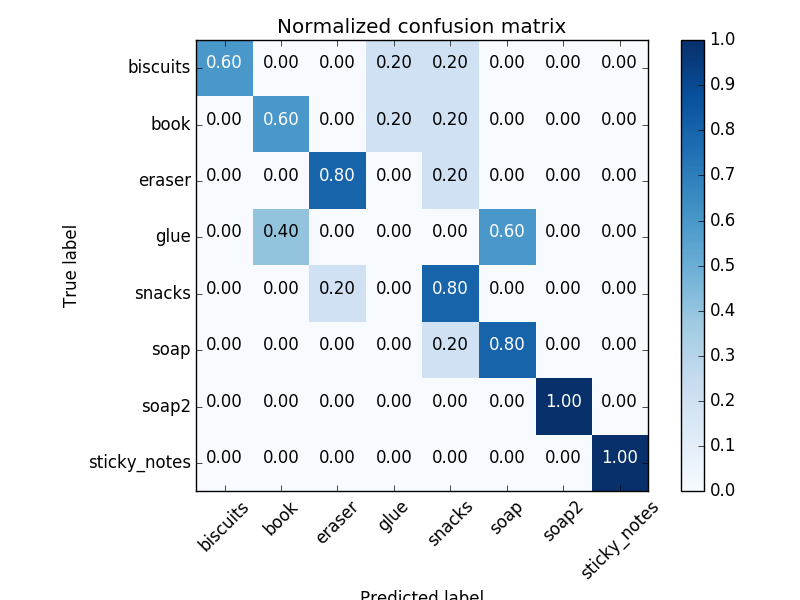 Normalized confusion matrix
biscuits 0.60 0.00 0.00 0.20 0.20 0.00 0.00 0.00
book 0.00 0.60 0.00 0.20 0.20 0.00 0.00 0.00
eraser 0.00 0.00 0.80 0.00 0.20 0.00 0.00 0.00
glue 0.00 0.40 0.00 0.00 0.00 0.60 0.00 0.00
snacks 0.00 0.00 0.20 0.00 0.80 0.00 0.00 0.00
soap 0.00 0.00 0.00 0.00 0.20 0.80 0.00 0.00
soap2 0.00 0.00 0.00 0.00 0.00 0.00 1.00 0.00
sticky_notes 0.00 0.00 0.00 0.00 0.00 0.00 0.00 1.00
True label
biscuits book eraser glue snacks soap soap2 sticky_notes
Predicted label
1.0
0.9
0.8
0.7
0.6
0.5
0.4
0.3
0.2
0.1
0.0